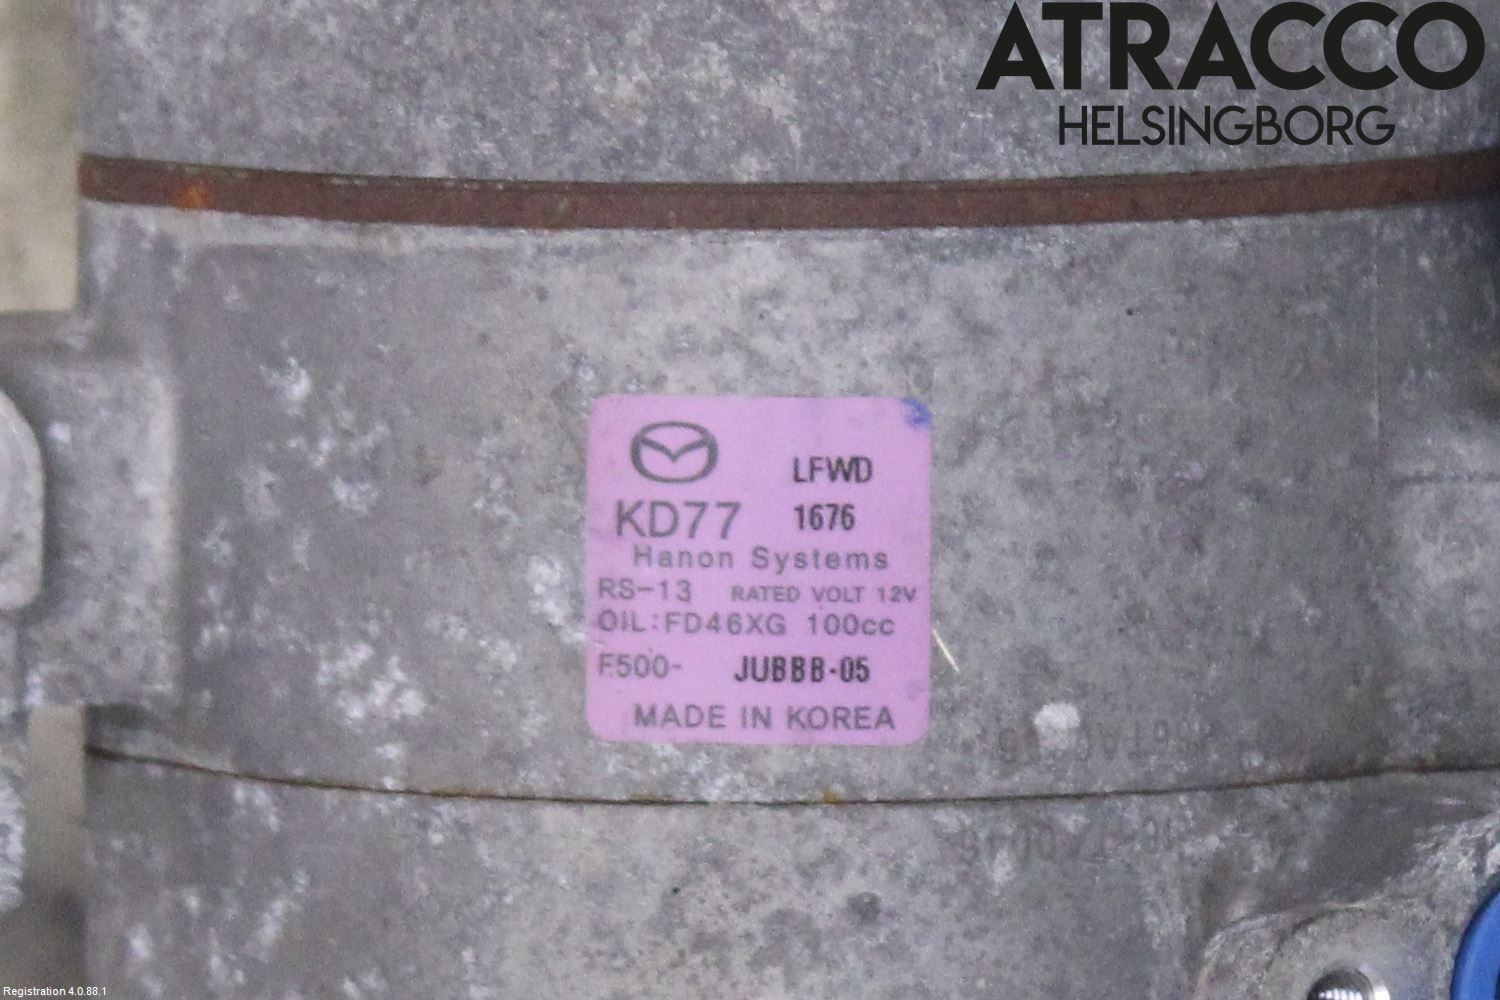 ATRACCO
HELSINGBORG
LFWD
KD77 1676
Hanon Systems
RS-13 RATED VOLT 12V
OIL:FD46XG 100cc
F500- JUBBB-05
MADE IN KOREA
Registration 4.0.88.1